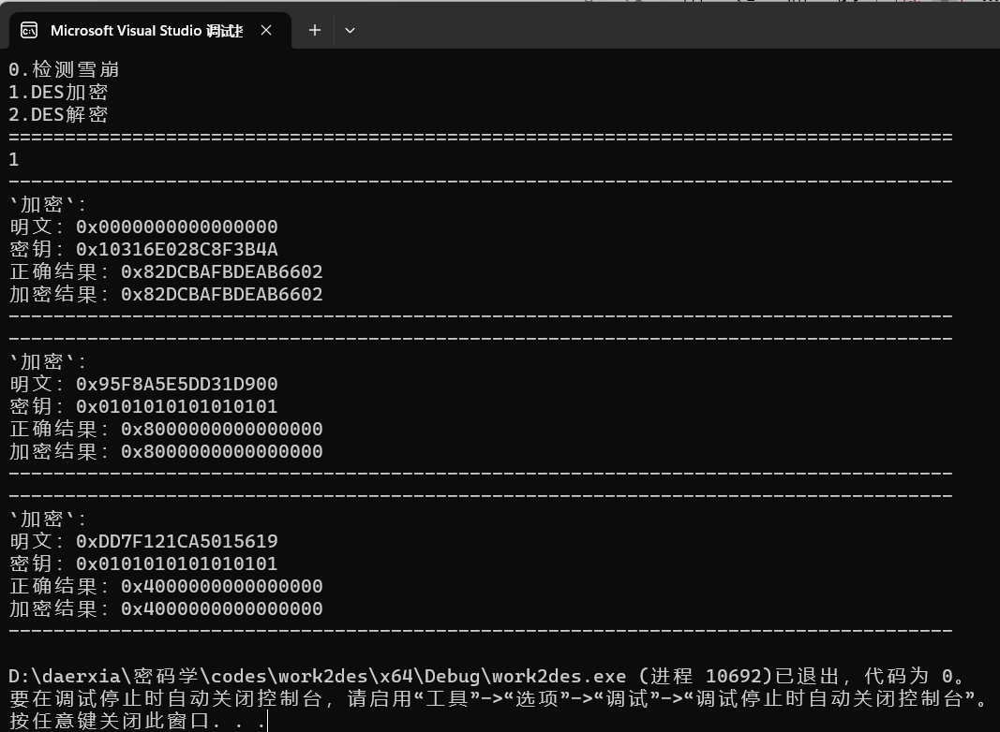 Microsoft Visual Studio 调试
0.检测雪崩
1.DES加密
2.DES解密
====================================================================================
1
------------------------------------------------------------------------------------
`加密`:
明文: 0x0000000000000000
密钥: 0x10316E028C8F3B4A
正确结果: 0x82DCBAFBDEAB6602
加密结果: 0x82DCBAFBDEAB6602
------------------------------------------------------------------------------------
------------------------------------------------------------------------------------
`加密`:
明文: 0x95F8A5E5DD31D900
密钥: 0x0101010101010101
正确结果: 0x8000000000000000
加密结果: 0x8000000000000000
------------------------------------------------------------------------------------
------------------------------------------------------------------------------------
`加密`:
明文: 0xDD7F121CA5015619
密钥: 0x0101010101010101
正确结果: 0x4000000000000000
加密结果: 0x4000000000000000
------------------------------------------------------------------------------------
D:\daerxia\密码学\codes\work2des\x64\Debug\work2des.exe (进程 10692)已退出，代码为 0。
要在调试停止时自动关闭控制台，请启用“工具”->“选项”->“调试”->“调试停止时自动关闭控制台”。
按任意键关闭此窗口. . .